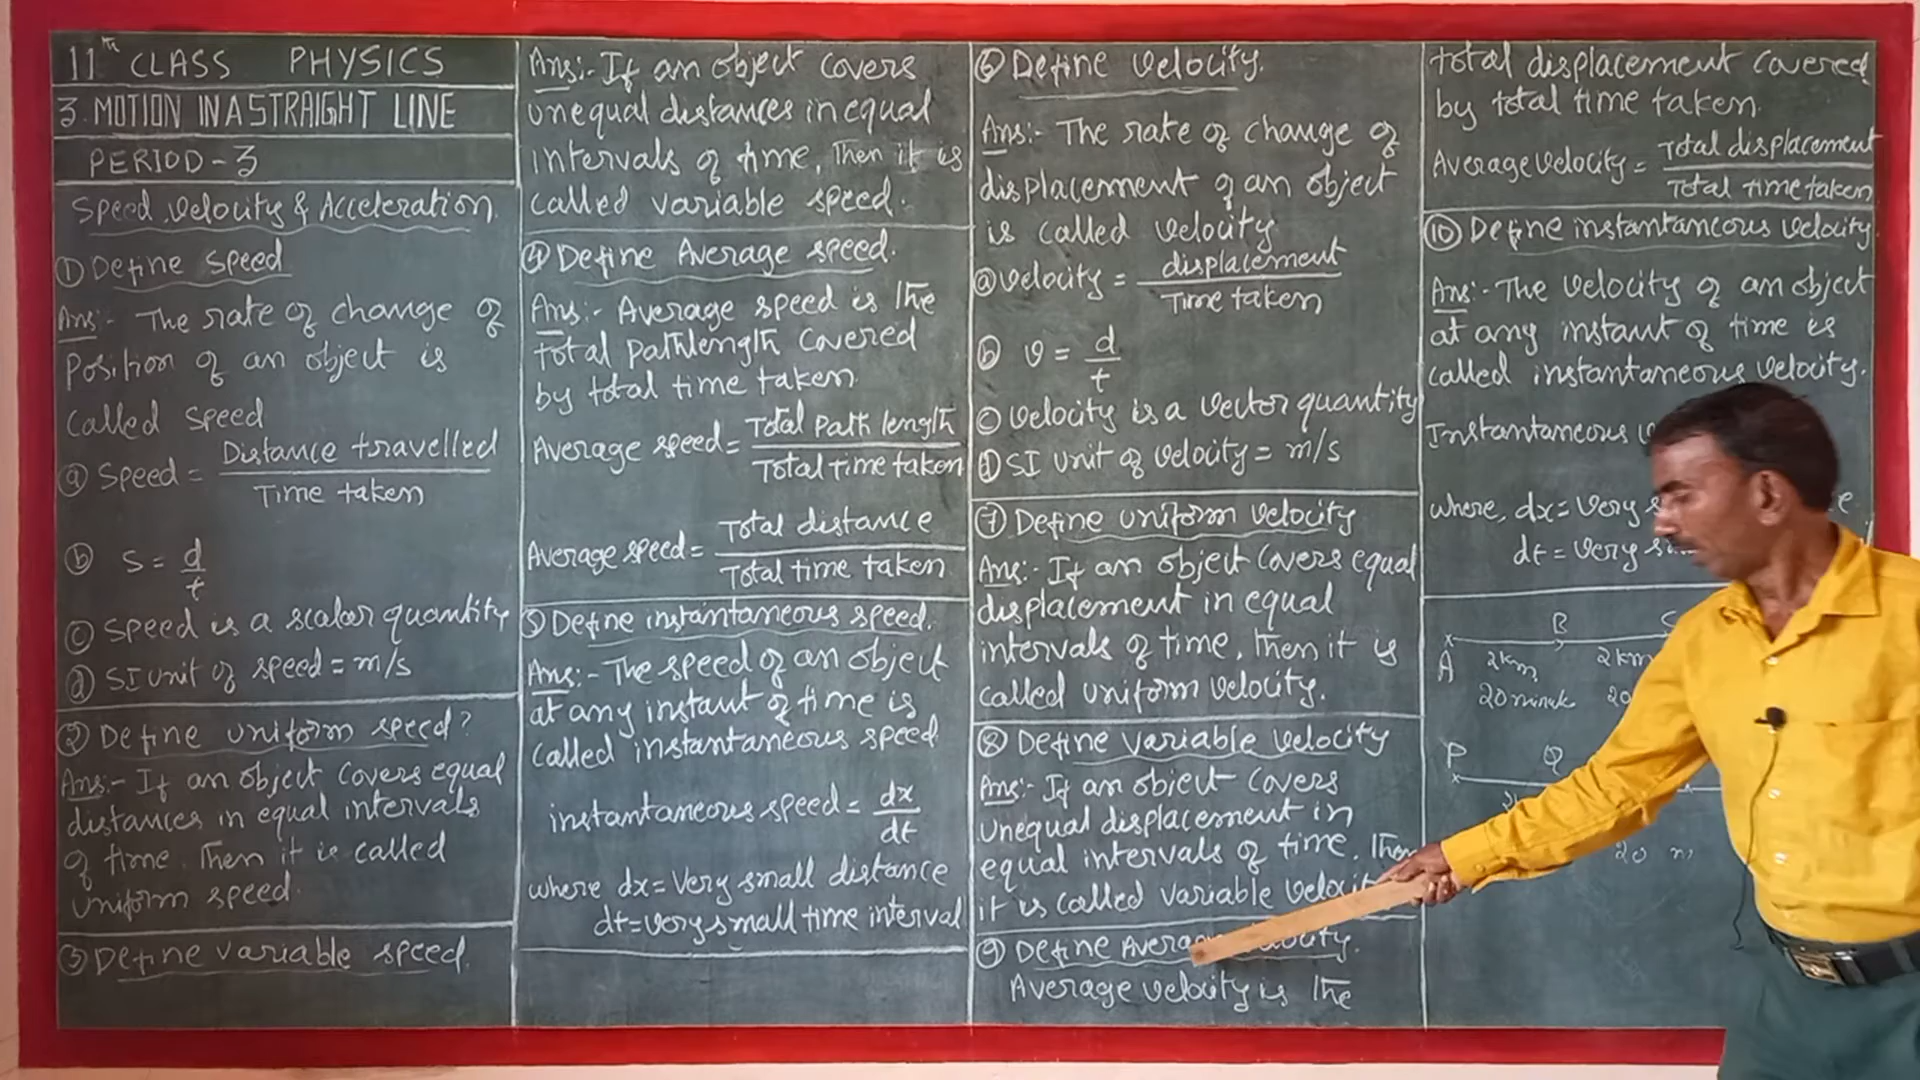 11th CLASS PHYSICS
3. MOTION IN A STRAIGHT LINE
PERIOD - 3
Speed, Velocity & Acceleration
① Define Speed
Ans:- The rate of change of
Position of an object is
Called Speed
ⓐ Speed = Distance travelled / Time taken
ⓑ S = d / t
ⓒ Speed is a scalar quantity
ⓓ SI Unit of speed = m/s
② Define Uniform speed?
Ans:- If an object Covers equal
distances in equal intervals
of time. Then it is called
Uniform speed.
③ Define variable speed.
Ans:- If an object covers
unequal distances in equal
intervals of time, Then it is
called variable speed.
④ Define Average speed.
Ans:- Average speed is the
total pathlength covered
by total time taken.
Average speed = Total Path length / Total time taken
Average speed = Total distance / Total time taken
⑤ Define instantaneous speed.
Ans:- The speed of an object
at any instant of time is
called instantaneous speed
instantaneous speed = dx / dt
where dx = Very small distance
dt = very small time interval
⑥ Define Velocity.
Ans:- The rate of change of
displacement of an object
is called velocity
ⓐ Velocity = displacement / Time taken
ⓑ v = d / t
ⓒ Velocity is a Vector quantity
ⓓ SI Unit of velocity = m/s
⑦ Define Uniform velocity
Ans:- If an object Covers equal
displacement in equal
intervals of time, Then it is
called uniform velocity.
⑧ Define variable velocity
Ans:- If an object covers
unequal displacement in
equal intervals of time. Then
it is called variable veloci
⑨ Define Avera ocity.
Average velocity is the
total displacement covered
by total time taken.
Average velocity = Total displacement / Total time taken
⑩ Define instantaneous velocity
Ans:- The velocity of an object
at any instant of time is
called instantaneous velocity.
Instantaneous
where, dx = Very s
dt = Very s
B
A 2km 2km
20 minute 20
P Q
20